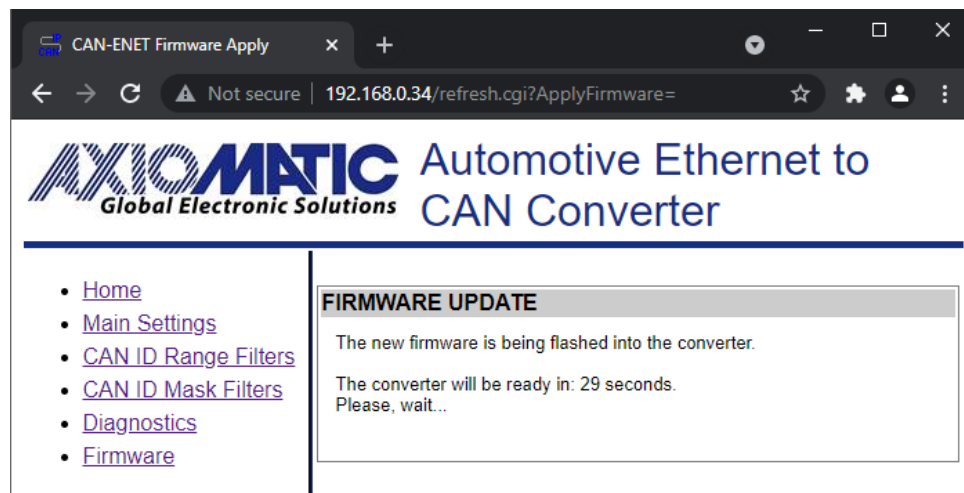 IP
CAN
CAN-ENET Firmware Apply
Not secure
192.168.0.34/refresh.cgi?ApplyFirmware=
AXIOMATIC
Global Electronic Solutions
Automotive Ethernet to
CAN Converter
Home
Main Settings
CAN ID Range Filters
CAN ID Mask Filters
Diagnostics
Firmware
FIRMWARE UPDATE
The new firmware is being flashed into the converter.
The converter will be ready in: 29 seconds.
Please, wait...